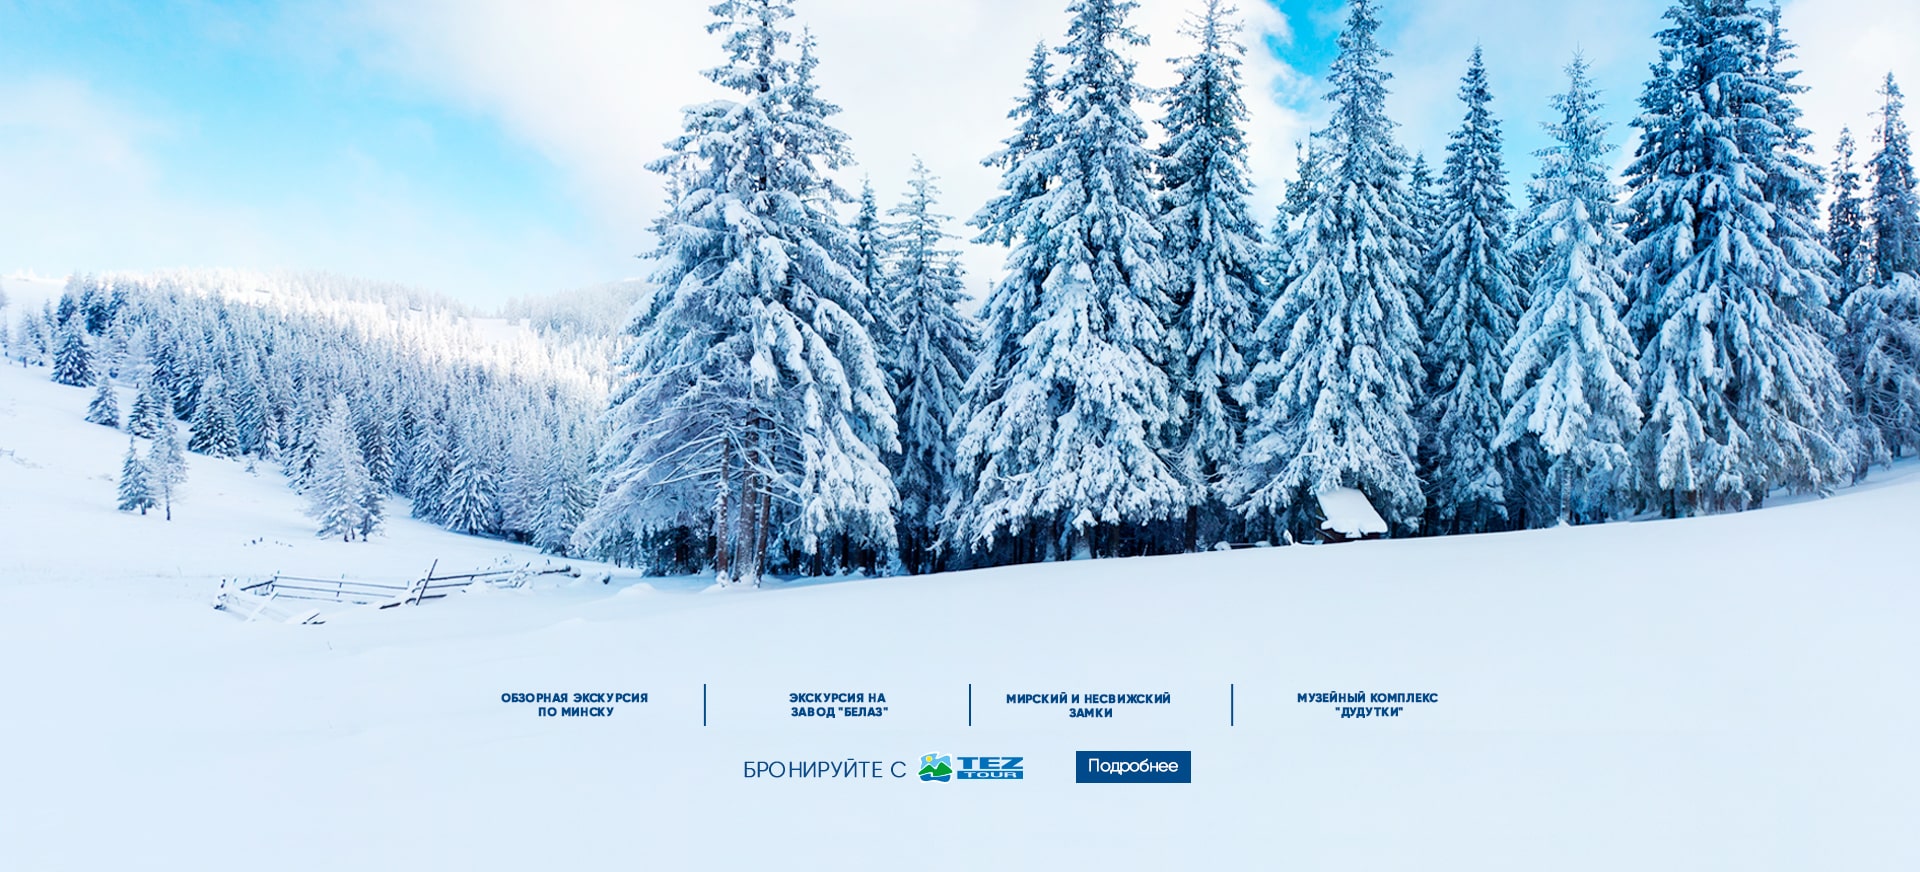 ОБЗОРНАЯ ЭКСКУРСИЯ
ПО МИНСКУ
ЭКСКУРСИЯ НА
ЗАВОД "БЕЛАЗ"
МИРСКИЙ И НЕСВИЖСКИЙ
ЗАМКИ
МУЗЕЙНЫЙ КОМПЛЕКС
"ДУДУТКИ"
БРОНИРУЙТЕ С TEZ TOUR
Подробнее